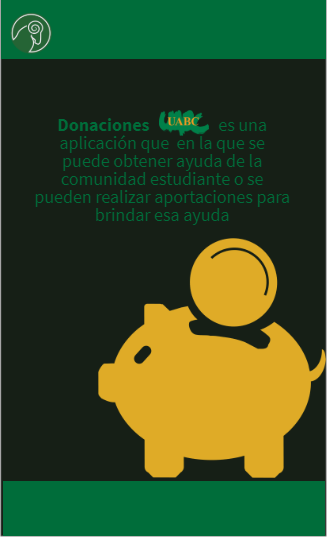 Donaciones UABC es una
aplicación que en la que se
puede obtener ayuda de la
comunidad estudiante o se
pueden realizar aportaciones para
brindar esa ayuda